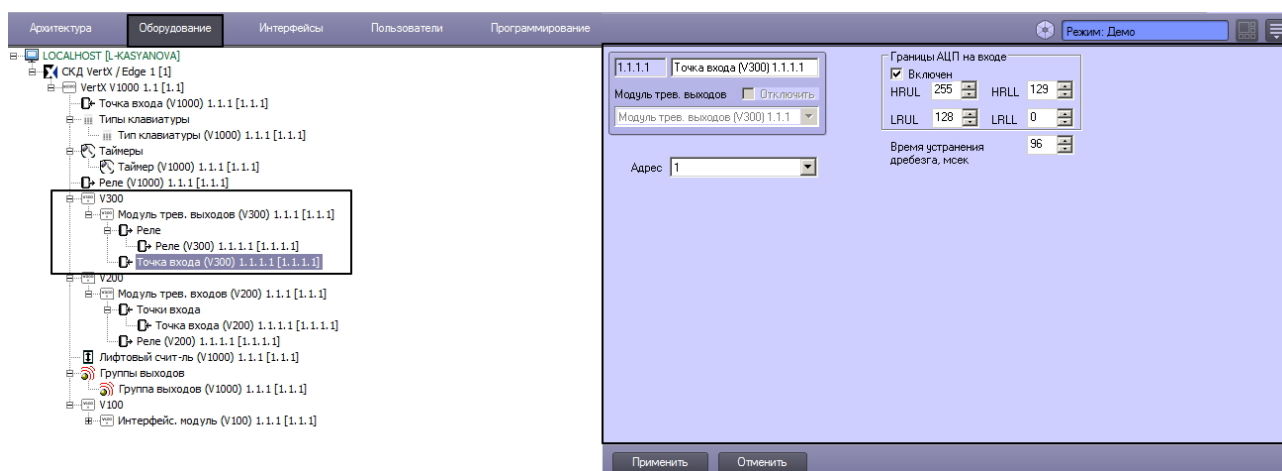 Архитектура Оборудование Интерфейсы Пользователи Программирование Режим: Демо
LOCALHOST [L-KASYANOVA]
СКД VertX / Edge 1 [1]
VertX V1000 1.1 [1.1]
Точка входа (V1000) 1.1.1 [1.1.1]
Типы клавиатуры
Тип клавиатуры (V1000) 1.1.1 [1.1.1]
Таймеры
Таймер (V1000) 1.1.1 [1.1.1]
Реле (V1000) 1.1.1 [1.1.1]
V300
Модуль трев. выходов (V300) 1.1.1 [1.1.1]
Реле
Реле (V300) 1.1.1.1 [1.1.1.1]
Точка входа (V300) 1.1.1.1 [1.1.1.1]
V200
Модуль трев. входов (V200) 1.1.1 [1.1.1]
Точки входа
Точка входа (V200) 1.1.1.1 [1.1.1.1]
Реле (V200) 1.1.1.1 [1.1.1.1]
Лифтовый счит-ль (V1000) 1.1.1 [1.1.1]
Группы выходов
Группа выходов (V1000) 1.1.1 [1.1.1]
V100
Интерфейс. модуль (V100) 1.1.1 [1.1.1]
1.1.1.1 Точка входа (V300) 1.1.1.1
Модуль трев. выходов Отключить
Модуль трев. выходов (V300) 1.1.1
Адрес 1
Границы АЦП на входе
Включен
HRUL 255 HRLL 129
LRUL 128 LRLL 0
Время устранения 96
дребезга, мсек
Применить Отменить